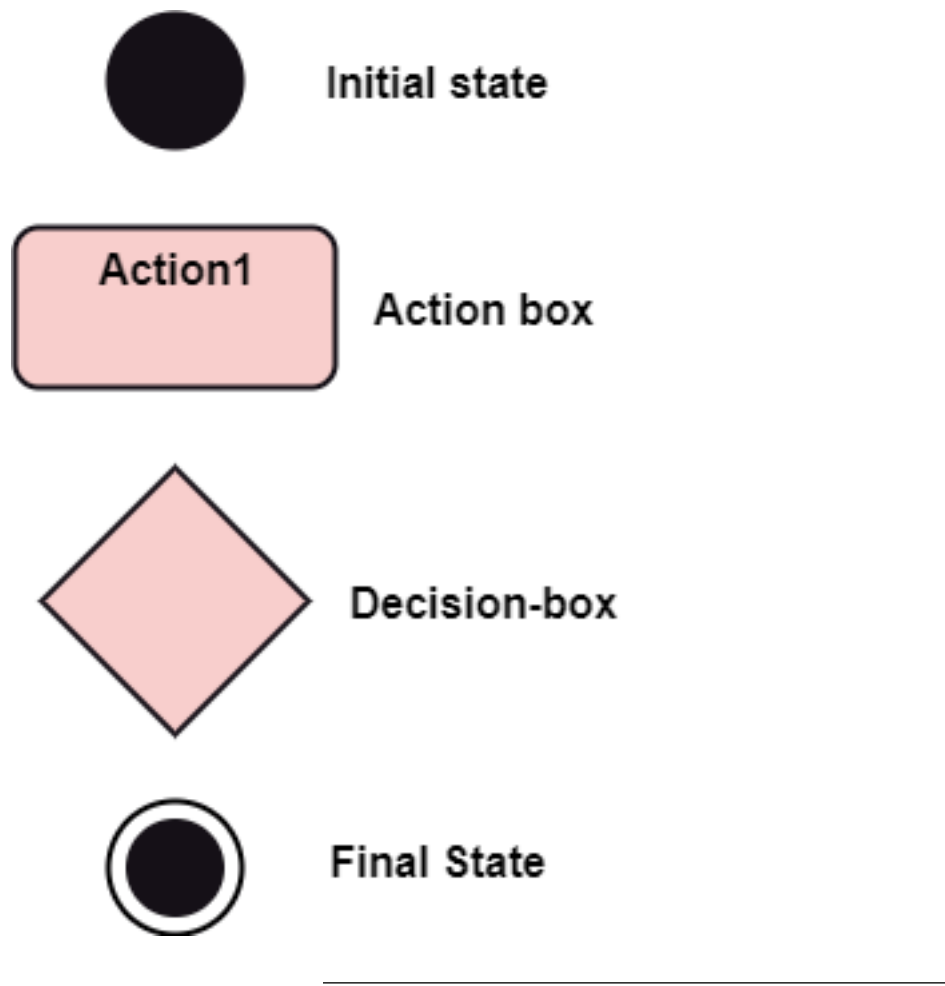 Initial state
Action1
Action box
Decision-box
Final State